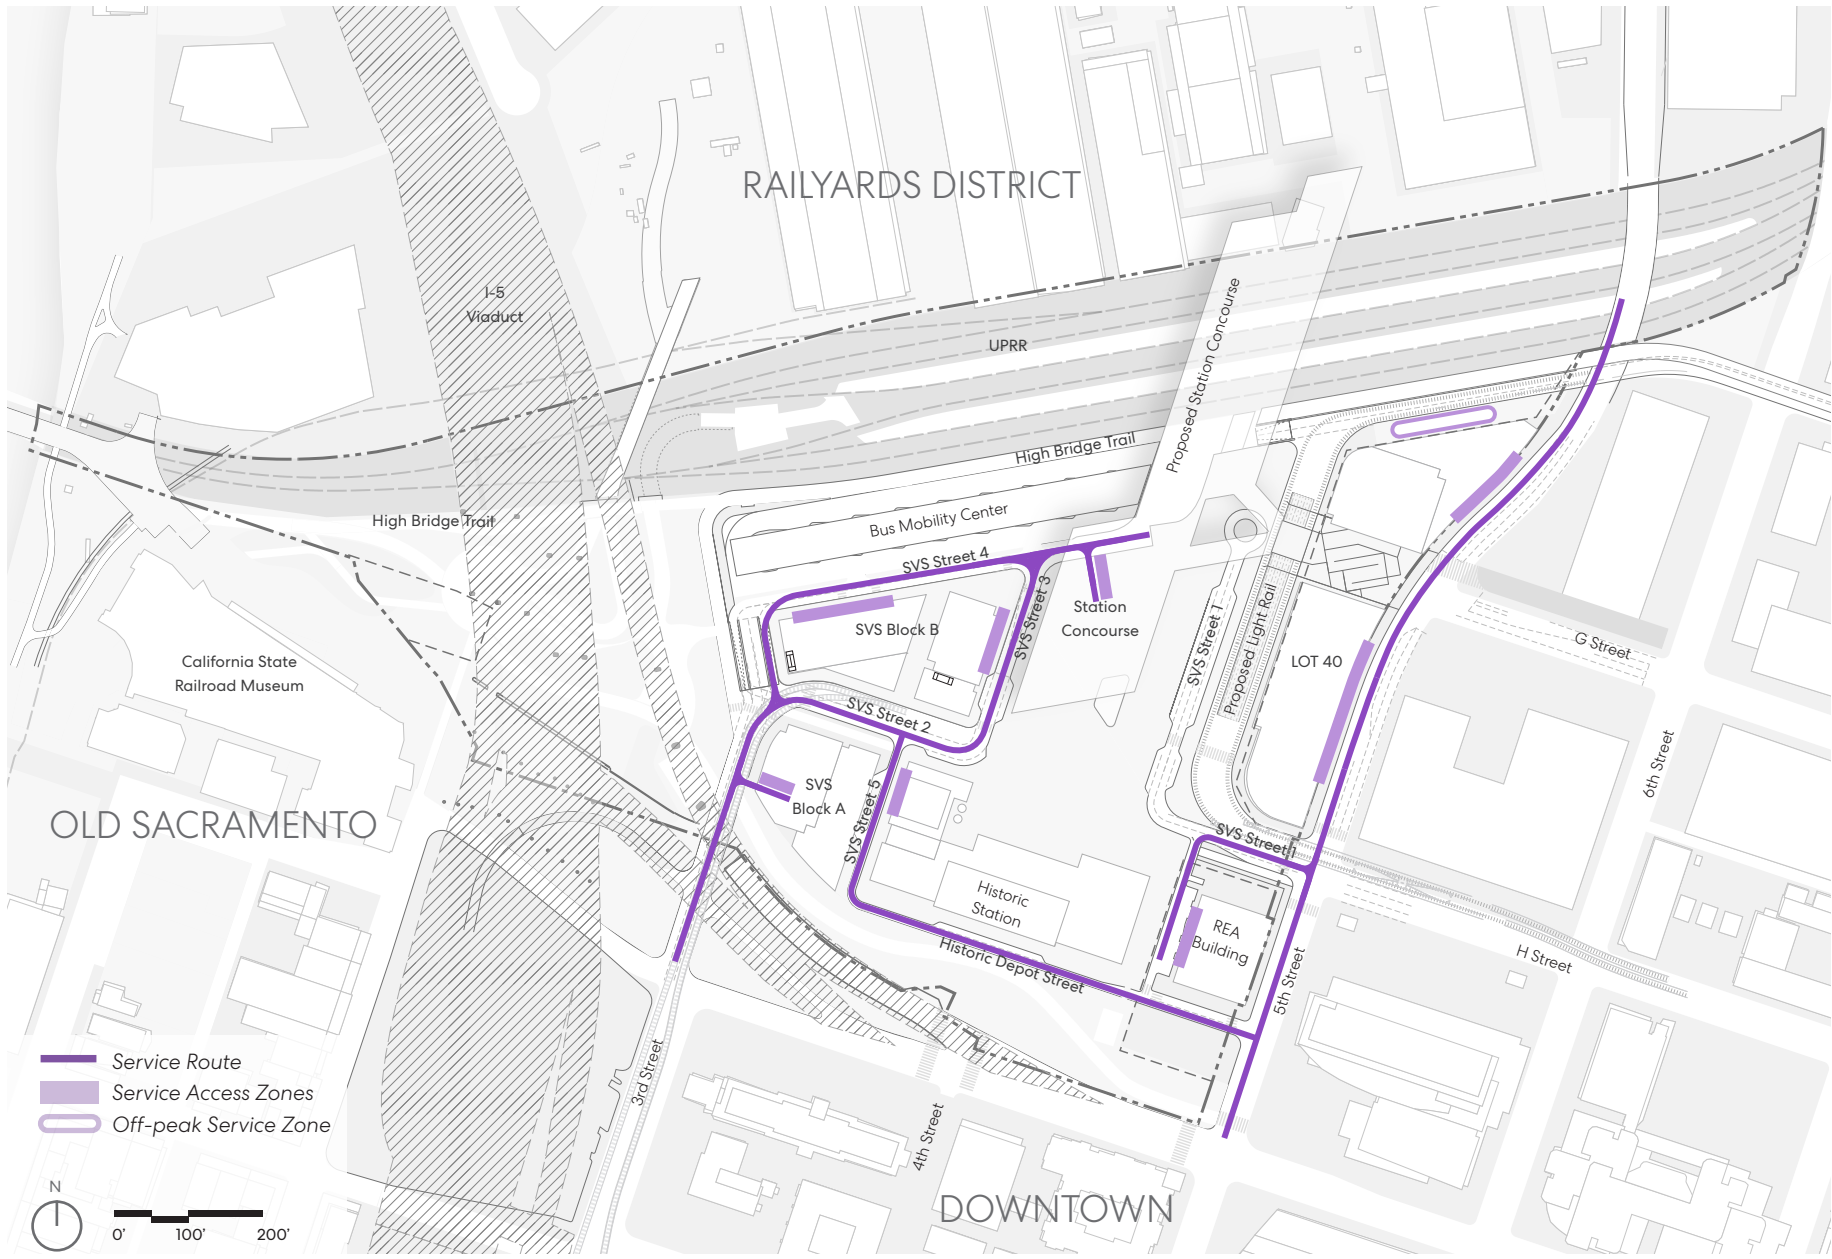 RAILYARDS DISTRICT
I-5
Viaduct
UPRR
Proposed Station Concourse
High Bridge Trail
Bus Mobility Center
High Bridge Trail
SVS Street 4
SVS Street 3
Station
Concourse
SVS Block B
SVS Street 1
Proposed Light Rail
LOT 40
G Street
California State
Railroad Museum
SVS Street 2
6th Street
SVS
Block A
SVS Street 5
OLD SACRAMENTO
SVS Street 1
Historic
Station
REA
Building
Historic Depot Street
H Street
5th Street
3rd Street
4th Street
Service Route
Service Access Zones
Off-peak Service Zone
N
0'
100'
200'
DOWNTOWN